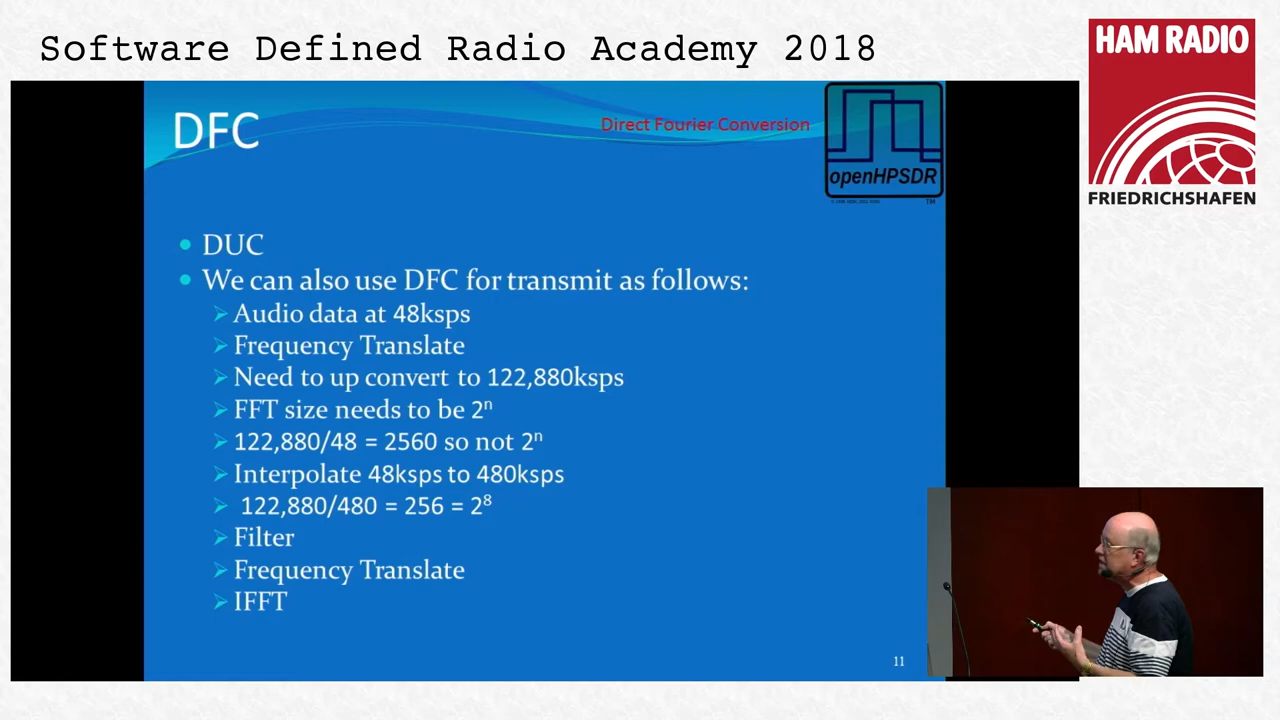 Software Defined Radio Academy 2018
HAM RADIO
FRIEDRICHSHAFEN
DFC
Direct Fourier Conversion
openHPSDR
TM
• DUC
• We can also use DFC for transmit as follows:
➢ Audio data at 48ksps
➢ Frequency Translate
➢ Need to up convert to 122,880ksps
➢ FFT size needs to be 2ⁿ
➢ 122,880/48 = 2560 so not 2ⁿ
➢ Interpolate 48ksps to 480ksps
➢ 122,880/480 = 256 = 2⁸
➢ Filter
➢ Frequency Translate
➢ IFFT
11